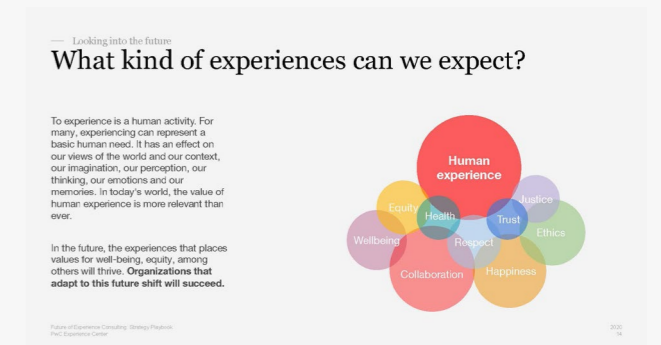 Looking into the future
What kind of experiences can we expect?
To experience is a human activity. For
many, experiencing can represent a
basic human need. It has an effect on
our views of the world and our context,
our imagination, our perception, our
thinking, our emotions and our
memories. In today's world, the value of
human experience is more relevant than
ever.
In the future, the experiences that places
values for well-being, equity, among
others will thrive. Organizations that
adapt to this future shift will succeed.
Human
experience
Justice
Equity
Health
Trust
Ethics
Wellbeing
Respect
Collaboration
Happiness
Future of Experience Consulting: Strategy Playbook
PwC Experience Center
2020
14